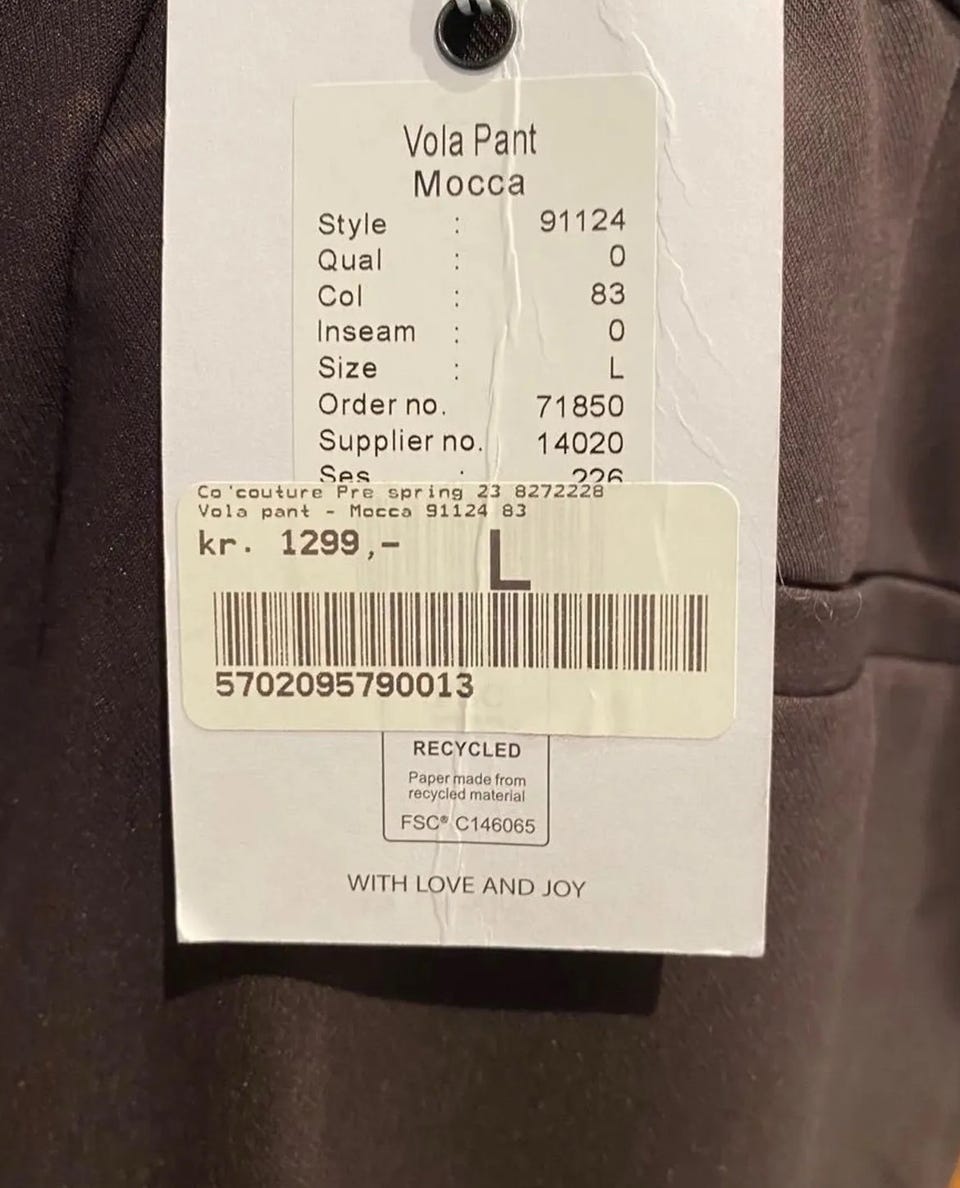 Vola Pant
Mocca
Style : 91124
Qual : 0
Col : 83
Inseam : 0
Size : L
Order no. 71850
Supplier no. 14020
Ses : 226
Co'couture Pre spring 23 8272228
Vola pant - Mocca 91124 83
kr. 1299,- L
5702095790013
RECYCLED
Paper made from
recycled material
FSC® C146065
WITH LOVE AND JOY